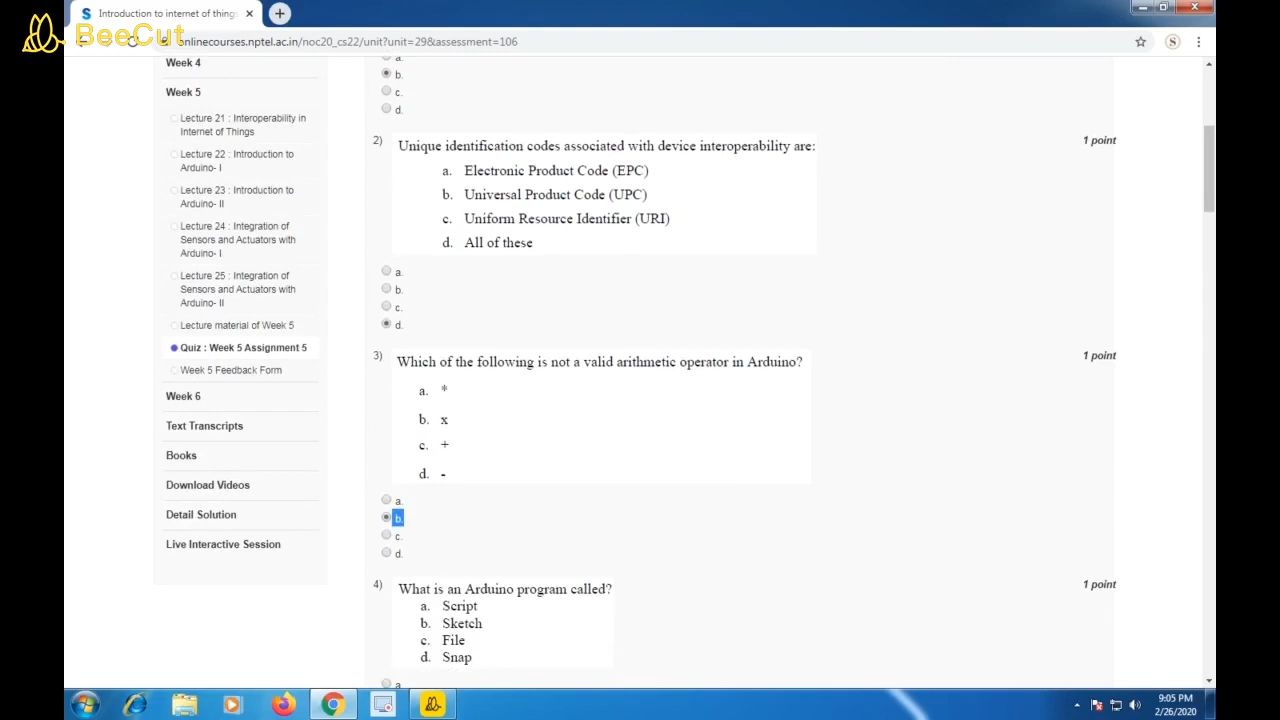 Introduction to internet of things
BeeCut
onlinecourses.nptel.ac.in/noc20_cs22/unit?unit=29&assessment=106
S
Week 4
Week 5
Lecture 21 : Interoperability in
Internet of Things
Lecture 22 : Introduction to
Arduino- I
Lecture 23 : Introduction to
Arduino- II
Lecture 24 : Integration of
Sensors and Actuators with
Arduino- I
Lecture 25 : Integration of
Sensors and Actuators with
Arduino- II
Lecture material of Week 5
Quiz : Week 5 Assignment 5
Week 5 Feedback Form
Week 6
Text Transcripts
Books
Download Videos
Detail Solution
Live Interactive Session
a.
b.
c.
d.
2) Unique identification codes associated with device interoperability are: 1 point
a. Electronic Product Code (EPC)
b. Universal Product Code (UPC)
c. Uniform Resource Identifier (URI)
d. All of these
a.
b.
c.
d.
3) Which of the following is not a valid arithmetic operator in Arduino? 1 point
a. *
b. x
c. +
d. -
a.
b.
c.
d.
4) What is an Arduino program called? 1 point
a. Script
b. Sketch
c. File
d. Snap
a.
9:05 PM
2/26/2020